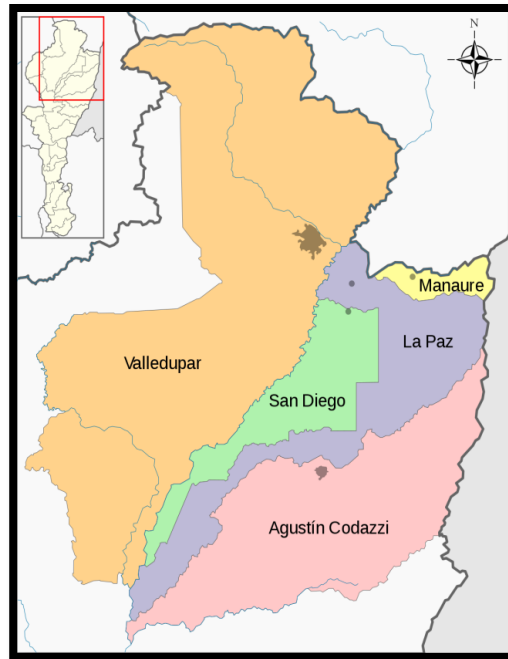 N
Manaure
La Paz
Valledupar
San Diego
Agustín Codazzi